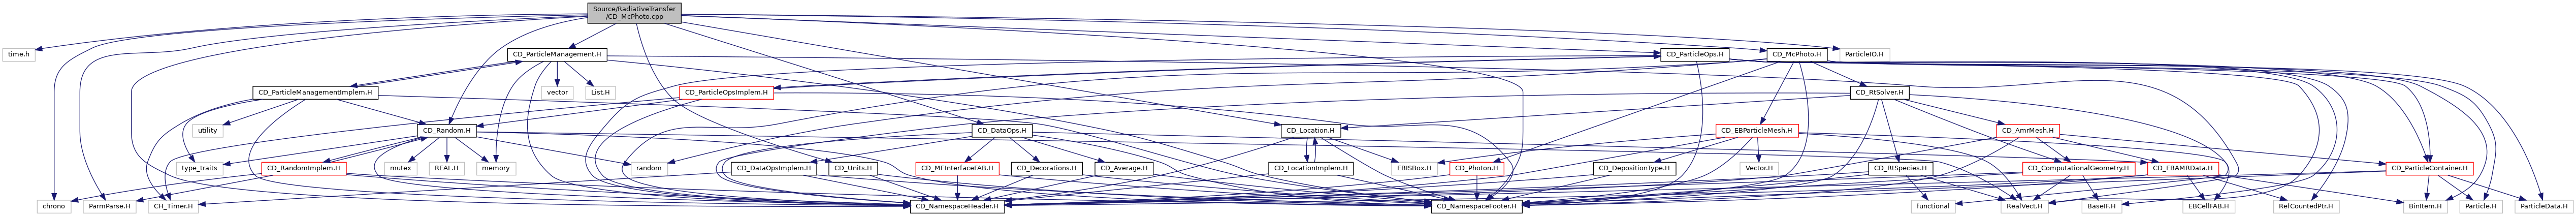 Source/RadiativeTransfer
/CD_McPhoto.cpp
time.h
CD_ParticleManagement.H
CD_ParticleOps.H
CD_McPhoto.H
ParticleIO.H
CD_ParticleManagementImplem.H
vector
List.H
CD_ParticleOpsImplem.H
CD_RtSolver.H
utility
CD_Random.H
CD_DataOps.H
CD_Location.H
CD_EBParticleMesh.H
CD_AmrMesh.H
type_traits
CD_RandomImplem.H
mutex
REAL.H
memory
random
CD_DataOpsImplem.H
CD_Units.H
CD_MFInterfaceFAB.H
CD_Decorations.H
CD_Average.H
CD_LocationImplem.H
EBISBox.H
CD_Photon.H
CD_DepositionType.H
Vector.H
CD_RtSpecies.H
CD_ComputationalGeometry.H
CD_EBAMRData.H
CD_ParticleContainer.H
chrono
ParmParse.H
CH_Timer.H
CD_NamespaceHeader.H
CD_NamespaceFooter.H
functional
RealVect.H
BaseIF.H
EBCellFAB.H
RefCountedPtr.H
BinItem.H
Particle.H
ParticleData.H